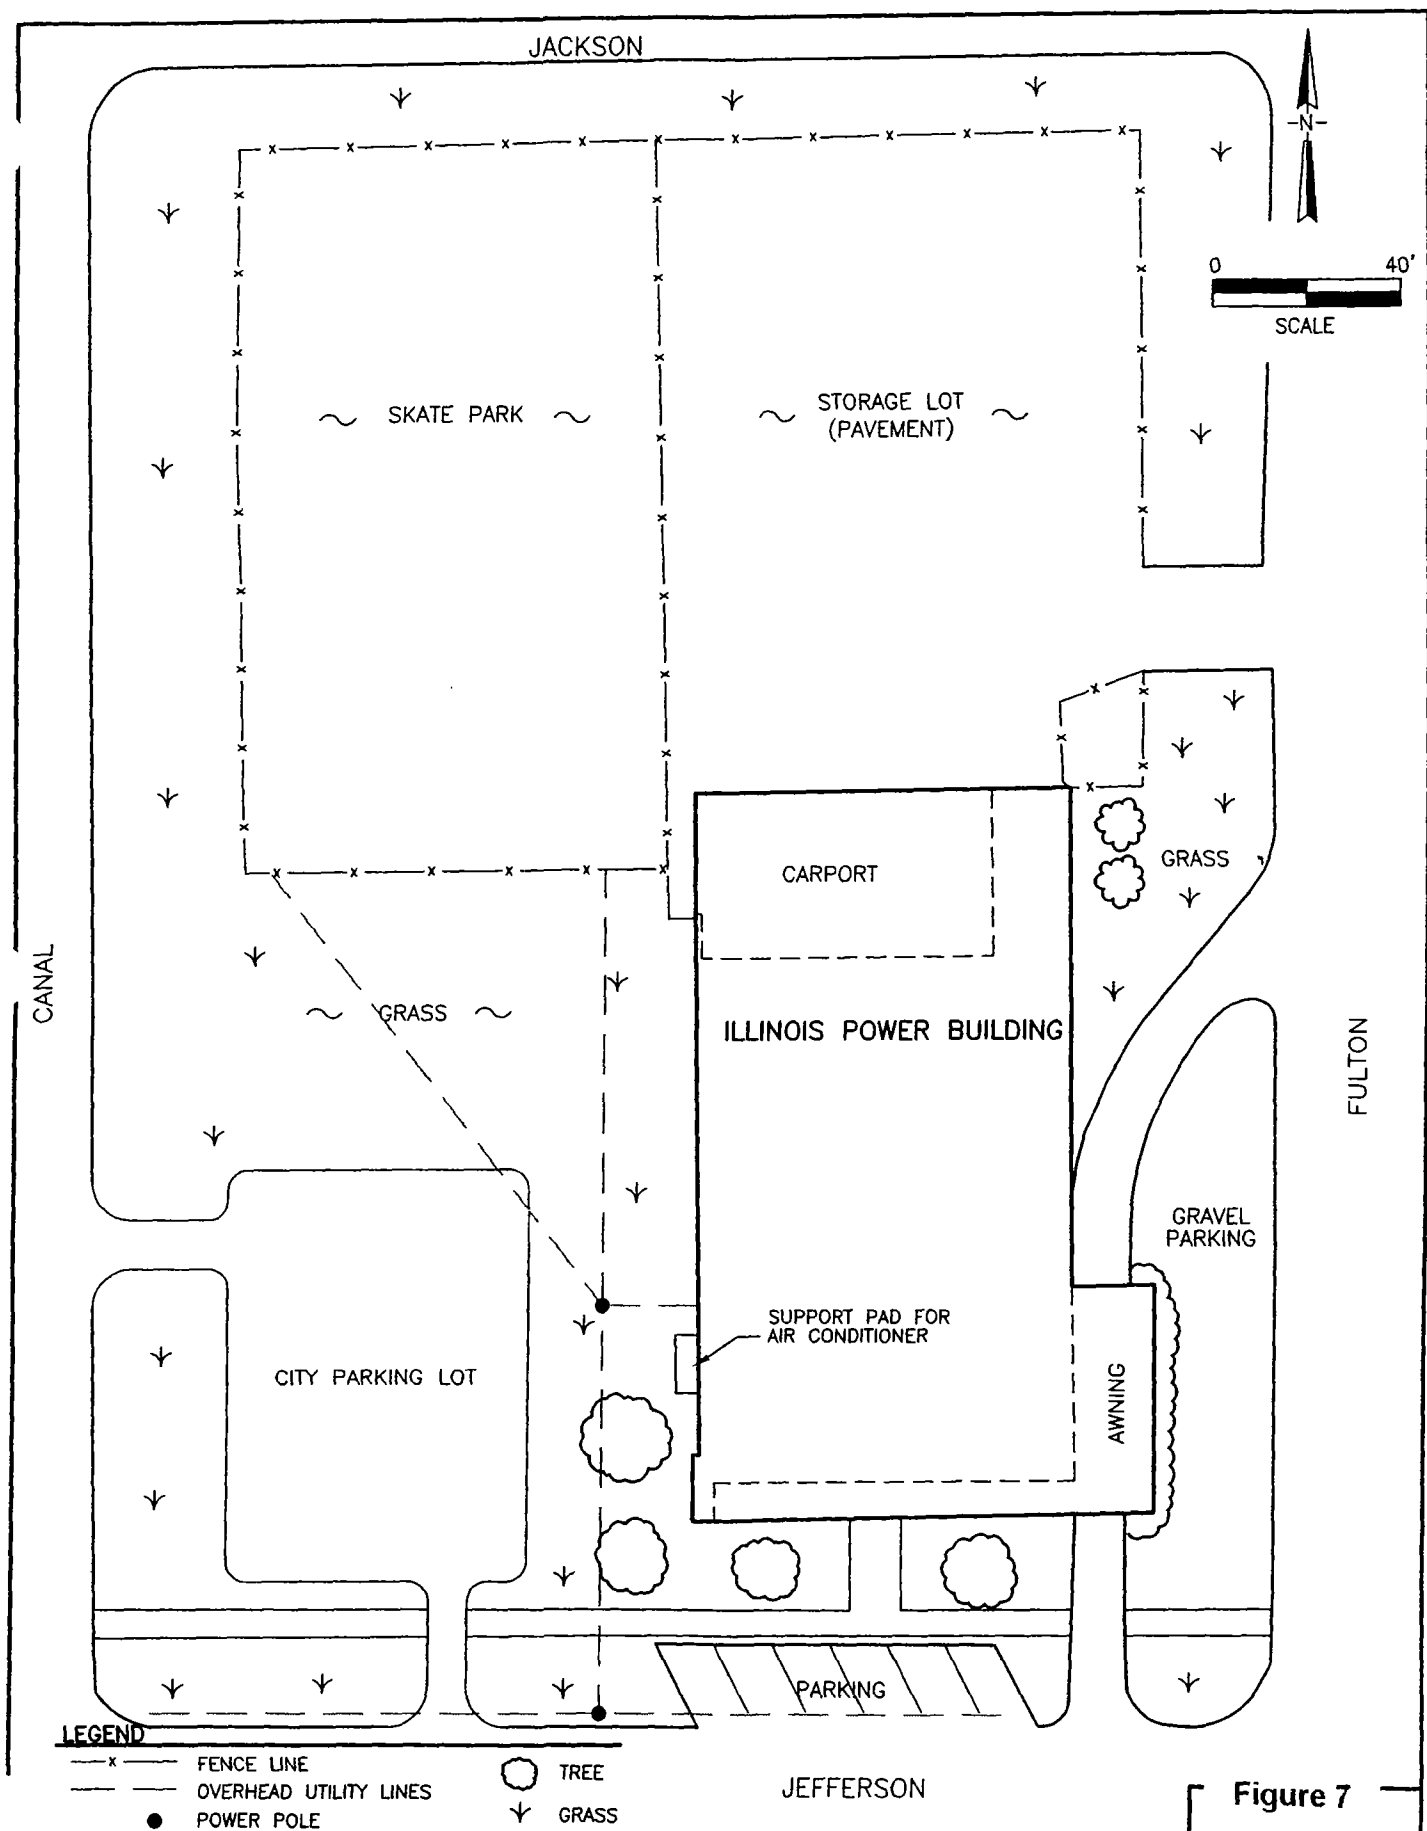 JACKSON
N
0 40'
SCALE
SKATE PARK
STORAGE LOT
(PAVEMENT)
CARPORT
GRASS
CANAL
GRASS
ILLINOIS POWER BUILDING
FULTON
GRAVEL
PARKING
SUPPORT PAD FOR
AIR CONDITIONER
CITY PARKING LOT
AWNING
PARKING
LEGEND
x FENCE LINE
OVERHEAD UTILITY LINES
POWER POLE
TREE
GRASS
JEFFERSON
Figure 7